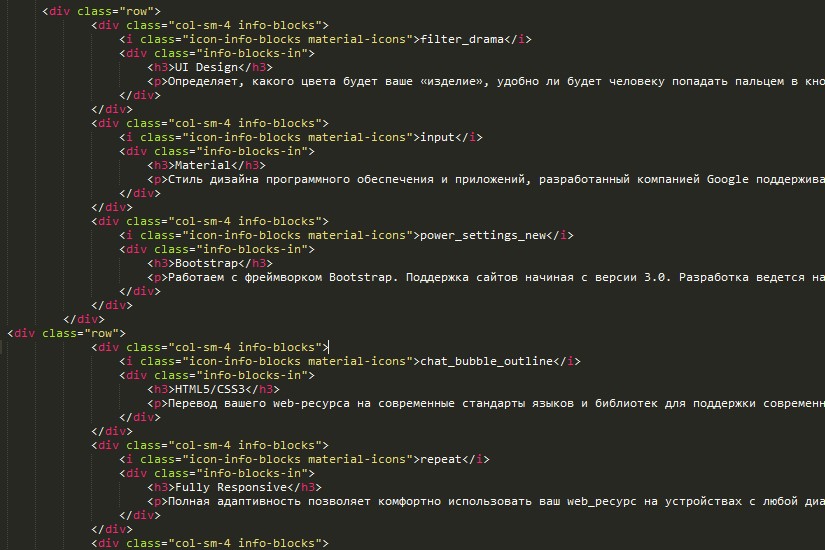 <div class="row">
<div class="col-sm-4 info-blocks">
<i class="icon-info-blocks material-icons">filter_drama</i>
<div class="info-blocks-in">
<h3>UI Design</h3>
<p>Определяет, какого цвета будет ваше «изделие», удобно ли будет человеку попадать пальцем в кно
</div>
</div>
<div class="col-sm-4 info-blocks">
<i class="icon-info-blocks material-icons">input</i>
<div class="info-blocks-in">
<h3>Material</h3>
<p>Стиль дизайна программного обеспечения и приложений, разработанный компанией Google поддержива
</div>
</div>
<div class="col-sm-4 info-blocks">
<i class="icon-info-blocks material-icons">power_settings_new</i>
<div class="info-blocks-in">
<h3>Bootstrap</h3>
<p>Работаем с фреймворком Bootstrap. Поддержка сайтов начиная с версии 3.0. Разработка ведется на
</div>
</div>
</div>
<div class="row">
<div class="col-sm-4 info-blocks">
<i class="icon-info-blocks material-icons">chat_bubble_outline</i>
<div class="info-blocks-in">
<h3>HTML5/CSS3</h3>
<p>Перевод вашего web-ресурса на современные стандарты языков и библиотек для поддержки современн
</div>
</div>
<div class="col-sm-4 info-blocks">
<i class="icon-info-blocks material-icons">repeat</i>
<div class="info-blocks-in">
<h3>Fully Responsive</h3>
<p>Полная адаптивность позволяет комфортно использовать ваш web_ресурс на устройствах с любой диа
</div>
</div>
<div class="col-sm-4 info-blocks">